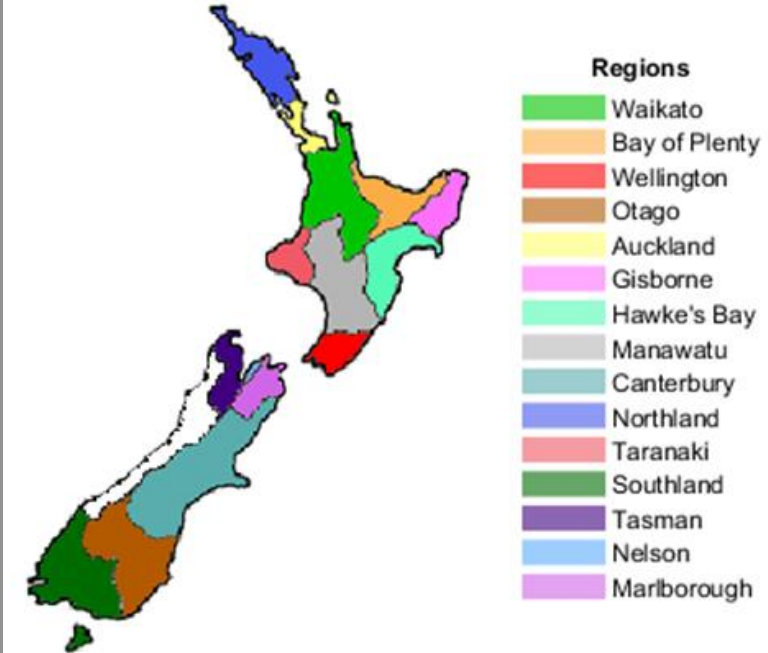 Regions
Waikato
Bay of Plenty
Wellington
Otago
Auckland
Gisborne
Hawke's Bay
Manawatu
Canterbury
Northland
Taranaki
Southland
Tasman
Nelson
Marlborough